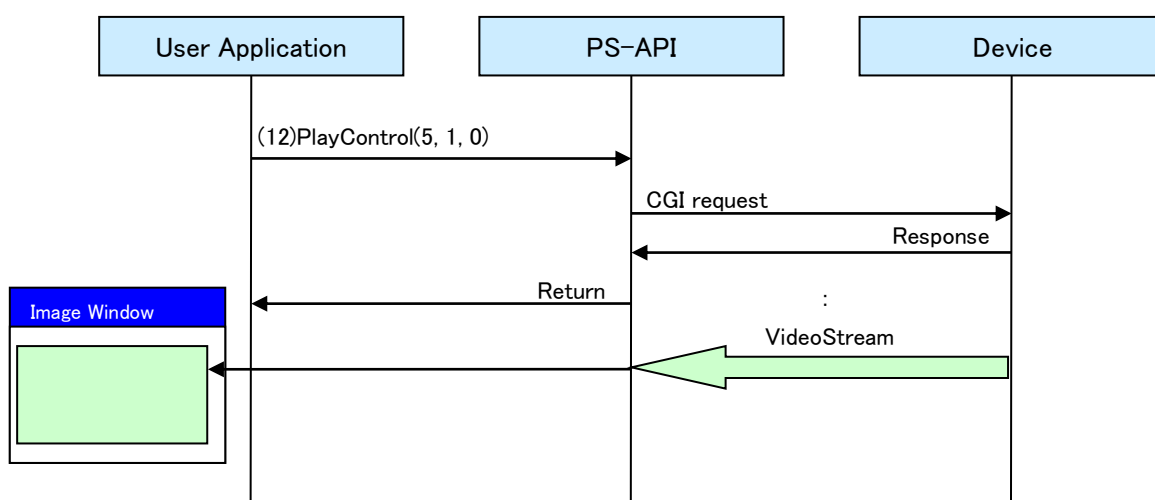 User Application
PS-API
Device
(12)PlayControl(5, 1, 0)
CGI request
Response
Return
:
Image Window
VideoStream